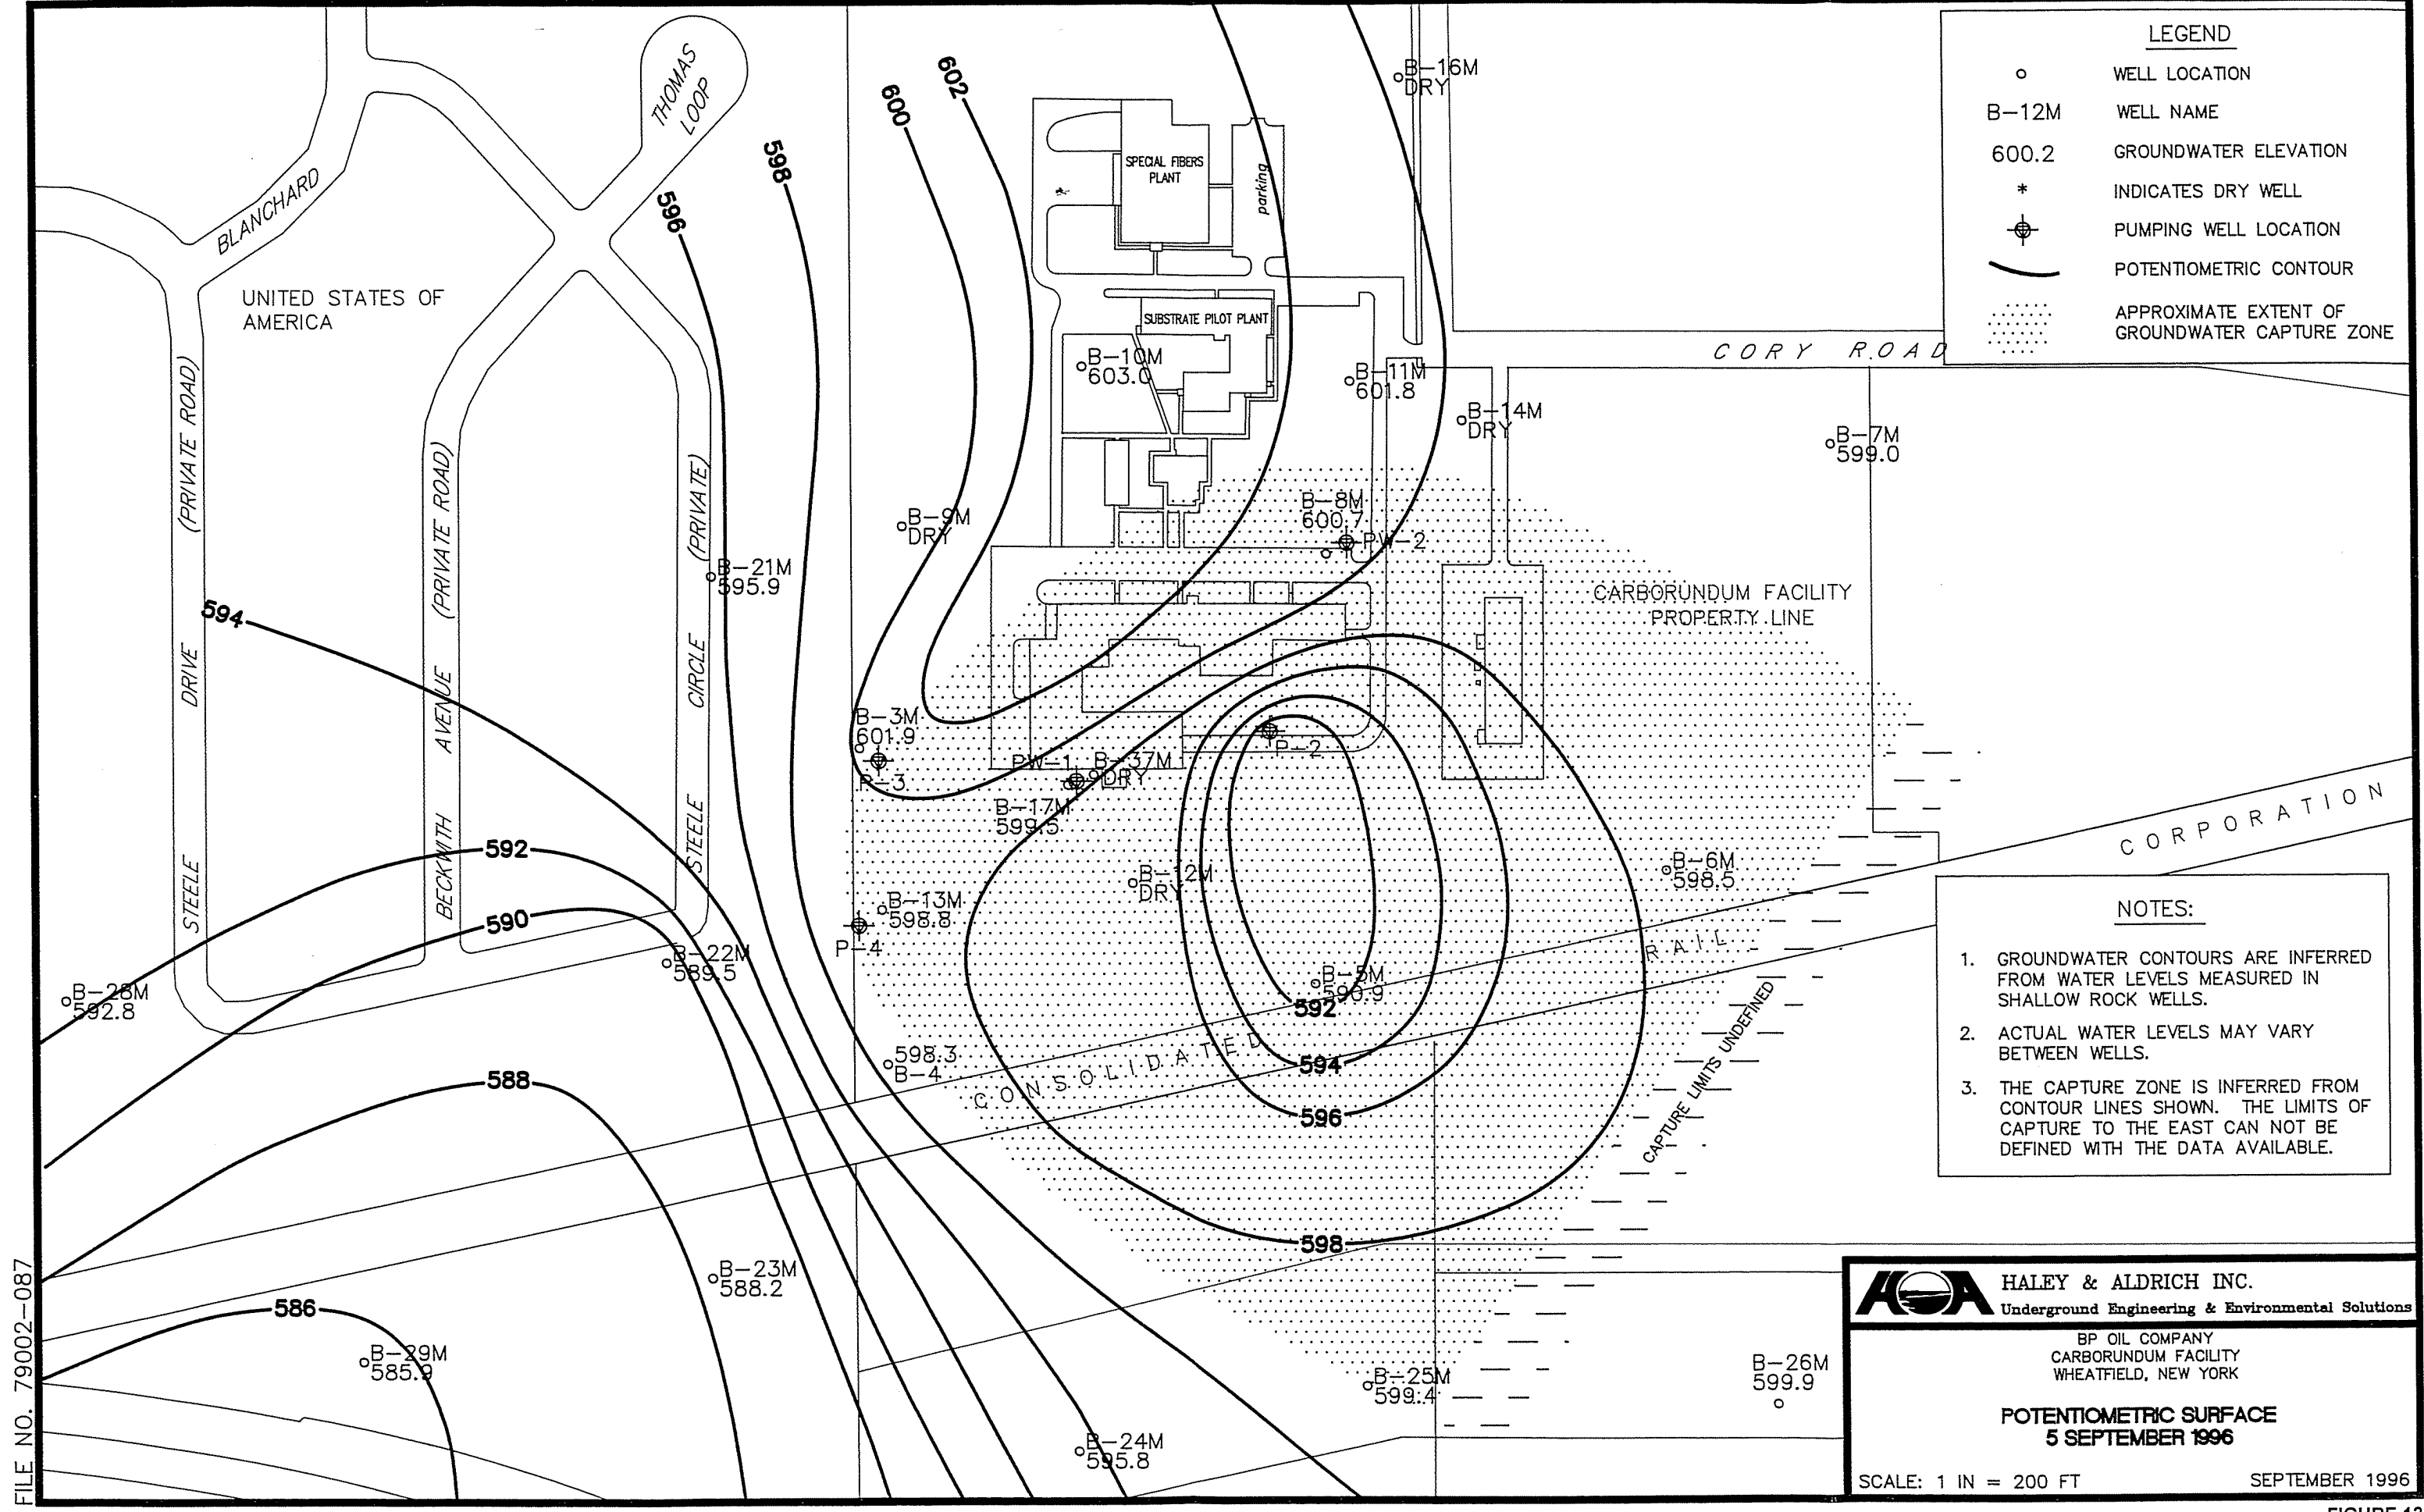 THOMAS
LOOP
BLANCHARD
UNITED STATES OF
AMERICA
STEELE DRIVE (PRIVATE ROAD)
BECKWITH AVENUE (PRIVATE ROAD)
STEELE CIRCLE (PRIVATE)
602
600
598
596
594
592
590
588
586
SPECIAL FIBERS
PLANT
parking
SUBSTRATE PILOT PLANT
B-16M
DRY
B-10M
603.0
B-11M
601.8
B-14M
DRY
B-7M
599.0
CORY ROAD
B-9M
DRY
B-8M
600.7
PW-2
B-21M
595.9
CARBORUNDUM FACILITY
PROPERTY LINE
B-3M
601.9
P-3
PW-1
B-37M
DRY
B-17M
599.5
P-2
B-12M
DRY
B-13M
598.8
P-4
B-6M
598.5
B-22M
589.5
B-28M
592.8
B-5M
590.9
592
594
596
598
598.3
B-4
CONSOLIDATED RAIL CORPORATION
CAPTURE LIMITS UNDEFINED
B-23M
588.2
B-29M
585.9
B-24M
595.8
B-25M
599.4
B-26M
599.9
LEGEND
WELL LOCATION
B-12M WELL NAME
600.2 GROUNDWATER ELEVATION
* INDICATES DRY WELL
PUMPING WELL LOCATION
POTENTIOMETRIC CONTOUR
APPROXIMATE EXTENT OF
GROUNDWATER CAPTURE ZONE
NOTES:
1. GROUNDWATER CONTOURS ARE INFERRED
FROM WATER LEVELS MEASURED IN
SHALLOW ROCK WELLS.
2. ACTUAL WATER LEVELS MAY VARY
BETWEEN WELLS.
3. THE CAPTURE ZONE IS INFERRED FROM
CONTOUR LINES SHOWN. THE LIMITS OF
CAPTURE TO THE EAST CAN NOT BE
DEFINED WITH THE DATA AVAILABLE.
HALEY & ALDRICH INC.
Underground Engineering & Environmental Solutions
BP OIL COMPANY
CARBORUNDUM FACILITY
WHEATFIELD, NEW YORK
POTENTIOMETRIC SURFACE
5 SEPTEMBER 1996
SCALE: 1 IN = 200 FT SEPTEMBER 1996
FILE NO. 79002-087